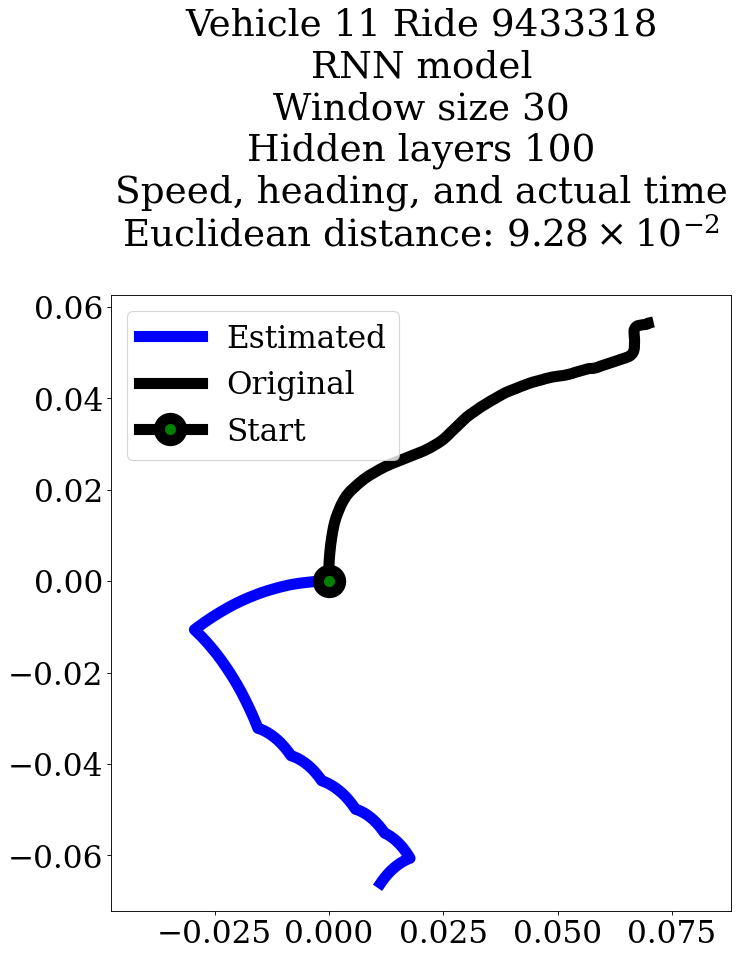 Vehicle 11 Ride 9433318
RNN model
Window size 30
Hidden layers 100
Speed, heading, and actual time
Euclidean distance: 9.28 × 10⁻²
Estimated
Original
Start
0.06
0.04
0.02
0.00
−0.02
−0.04
−0.06
−0.025 0.000 0.025 0.050 0.075